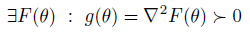 ∃F(θ) : g(θ) = ∇²F(θ) ≻ 0